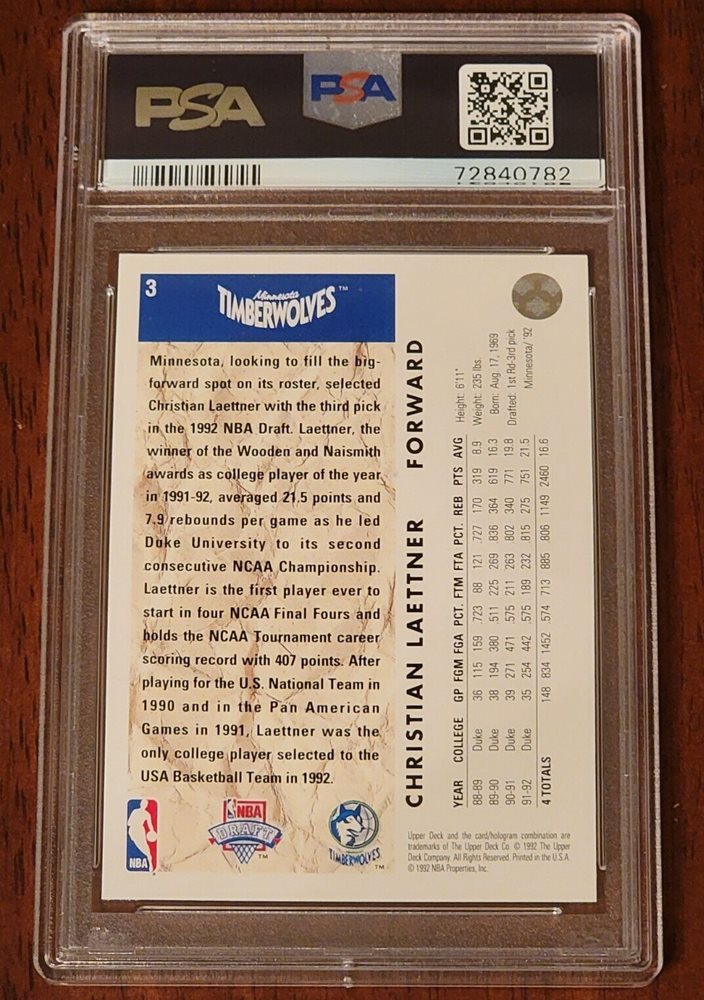 PSA
PSA
72840782
3
Minnesota
TIMBERWOLVES™
Minnesota, looking to fill the big-
forward spot on its roster, selected
Christian Laettner with the third pick
in the 1992 NBA Draft. Laettner, the
winner of the Wooden and Naismith
awards as college player of the year
in 1991-92, averaged 21.5 points and
7.9 rebounds per game as he led
Duke University to its second
consecutive NCAA Championship.
Laettner is the first player ever to
start in four NCAA Final Fours and
holds the NCAA Tournament career
scoring record with 407 points. After
playing for the U.S. National Team in
1990 and in the Pan American
Games in 1991, Laettner was the
only college player selected to the
USA Basketball Team in 1992.
NBA
NBA
DRAFT™
TIMBERWOLVES™
CHRISTIAN LAETTNER FORWARD
Height: 6'11"
Weight: 235 lbs.
Born: Aug. 17, 1969
Drafted: 1st Rd-3rd pick
Minnesota/ '92
YEAR COLLEGE GP FGM FGA PCT. FTM FTA PCT. REB PTS AVG
88-89 Duke 36 115 159 .723 88 121 .727 170 319 8.9
89-90 Duke 38 194 380 .511 225 269 .836 364 619 16.3
90-91 Duke 39 271 471 .575 211 263 .802 340 771 19.8
91-92 Duke 35 254 442 .575 189 232 .815 275 751 21.5
4 TOTALS 148 834 1452 .574 713 885 .806 1149 2460 16.6
Upper Deck and the card/hologram combination are
trademarks of The Upper Deck Co. © 1992 The Upper
Deck Company. All Rights Reserved. Printed in the U.S.A.
© 1992 NBA Properties, Inc.